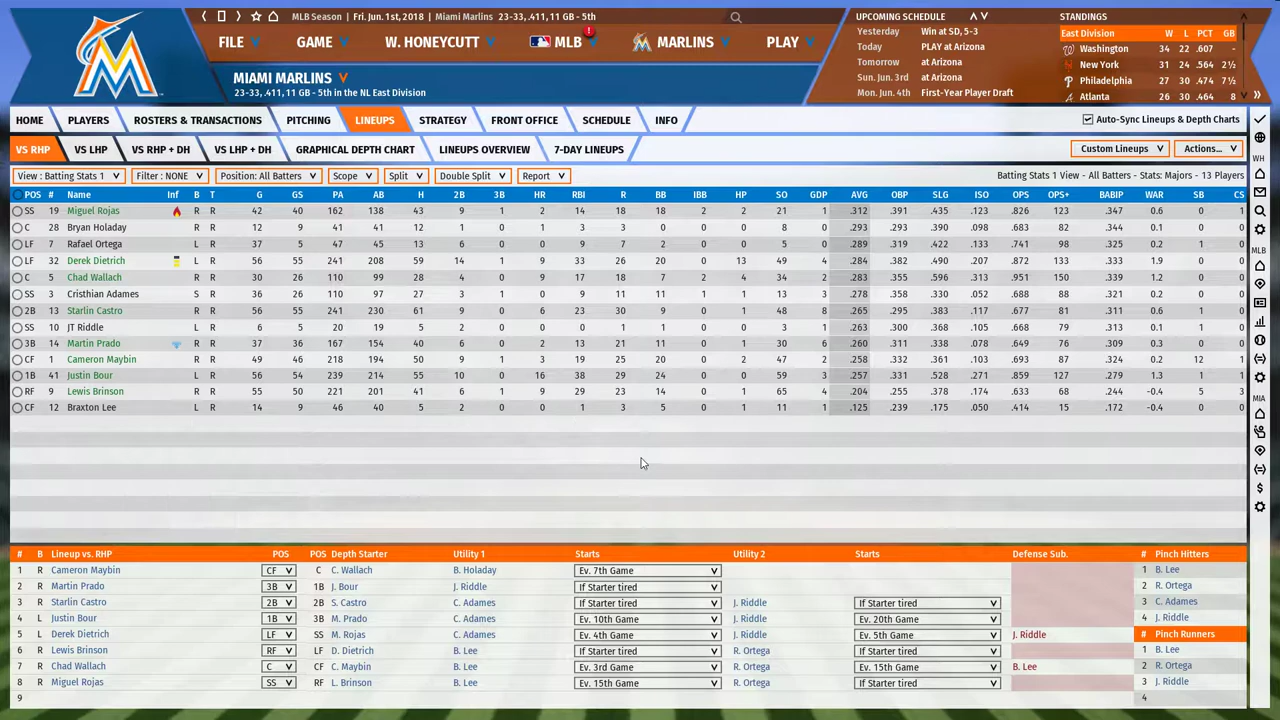 MLB Season | Fri. Jun. 1st, 2018 | Miami Marlins 23-33, .411, 11 GB - 5th
FILE GAME W. HONEYCUTT MLB MARLINS PLAY
MIAMI MARLINS
23-33, .411, 11 GB - 5th in the NL East Division
UPCOMING SCHEDULE
Yesterday Win at SD, 5-3
Today PLAY at Arizona
Tomorrow at Arizona
Sun. Jun. 3rd at Arizona
Mon. Jun. 4th First-Year Player Draft
STANDINGS
East Division W L PCT GB
Washington 34 22 .607 -
New York 31 24 .564 2½
Philadelphia 27 30 .474 7½
Atlanta 26 30 .464 8
HOME PLAYERS ROSTERS & TRANSACTIONS PITCHING LINEUPS STRATEGY FRONT OFFICE SCHEDULE INFO Auto-Sync Lineups & Depth Charts
VS RHP VS LHP VS RHP + DH VS LHP + DH GRAPHICAL DEPTH CHART LINEUPS OVERVIEW 7-DAY LINEUPS Custom Lineups Actions...
View : Batting Stats 1 Filter : NONE Position: All Batters Scope Split Double Split Report Batting Stats 1 View - All Batters - Stats: Majors - 13 Players
POS # Name Inf B T G GS PA AB H 2B 3B HR RBI R BB IBB HP SO GDP AVG OBP SLG ISO OPS OPS+ BABIP WAR SB CS
SS 19 Miguel Rojas R R 42 40 162 138 43 9 1 2 14 18 18 2 2 21 1 .312 .391 .435 .123 .826 123 .347 0.6 0 1
C 28 Bryan Holaday R R 12 9 41 41 12 1 0 1 3 3 0 0 0 8 0 .293 .293 .390 .098 .683 82 .344 0.1 0 0
LF 7 Rafael Ortega L R 37 5 47 45 13 6 0 0 9 7 2 0 0 5 0 .289 .319 .422 .133 .741 98 .325 0.2 1 0
LF 32 Derek Dietrich L R 56 55 241 208 59 14 1 9 33 26 20 0 13 49 4 .284 .382 .490 .207 .872 133 .333 1.9 0 0
C 5 Chad Wallach R R 30 26 110 99 28 4 0 9 17 18 7 2 4 34 2 .283 .355 .596 .313 .951 150 .339 1.2 0 0
SS 3 Cristhian Adames S R 36 26 110 97 27 3 1 0 9 11 11 1 1 13 3 .278 .358 .330 .052 .688 88 .321 0.2 0 0
2B 13 Starlin Castro R R 56 55 241 230 61 9 0 6 23 30 9 0 1 48 8 .265 .295 .383 .117 .677 81 .311 0.6 1 0
SS 10 JT Riddle L R 6 5 20 19 5 2 0 0 0 1 1 0 0 3 1 .263 .300 .368 .105 .668 79 .313 0.1 1 0
3B 14 Martin Prado R R 37 36 167 154 40 6 0 2 13 21 11 0 0 26 4 .260 .311 .338 .078 .649 76 .309 0.3 0 0
CF 1 Cameron Maybin R R 49 46 218 194 50 9 1 3 19 25 20 0 2 47 2 .258 .332 .361 .103 .693 87 .324 0.2 12 1
1B 41 Justin Bour L R 56 54 239 214 55 10 0 16 38 29 24 0 0 59 3 .257 .331 .528 .271 .859 127 .279 1.3 1 1
RF 9 Lewis Brinson R R 55 50 221 201 41 6 1 9 29 23 14 0 2 65 4 .204 .255 .378 .174 .633 68 .244 -0.4 5 3
CF 12 Braxton Lee L R 14 9 46 40 5 2 0 0 1 3 5 0 1 11 1 .125 .239 .175 .050 .414 15 .172 -0.4 0 0
# B Lineup vs. RHP POS POS Depth Starter Utility 1 Starts Utility 2 Starts Defense Sub. # Pinch Hitters
1 R Cameron Maybin CF C C. Wallach B. Holaday Ev. 7th Game 1 B. Lee
2 R Martin Prado 3B 1B J. Bour J. Riddle If Starter tired 2 R. Ortega
3 R Starlin Castro 2B 2B S. Castro C. Adames If Starter tired J. Riddle If Starter tired 3 C. Adames
4 L Justin Bour 1B 3B M. Prado C. Adames Ev. 10th Game J. Riddle Ev. 20th Game 4 J. Riddle
5 L Derek Dietrich LF SS M. Rojas C. Adames Ev. 4th Game J. Riddle Ev. 5th Game J. Riddle # Pinch Runners
6 R Lewis Brinson RF LF D. Dietrich B. Lee If Starter tired R. Ortega If Starter tired 1 B. Lee
7 R Chad Wallach C CF C. Maybin B. Lee Ev. 3rd Game R. Ortega Ev. 15th Game B. Lee 2 R. Ortega
8 R Miguel Rojas SS RF L. Brinson B. Lee Ev. 15th Game R. Ortega If Starter tired 3 J. Riddle
9 4
WH
MLB
MIA